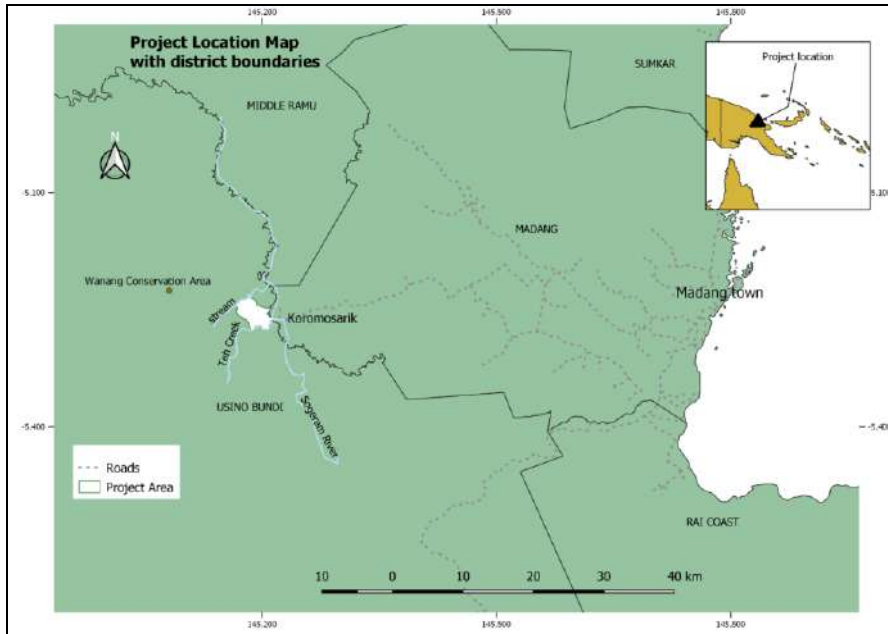 145.200
145.500
145.800
Project Location Map
with district boundaries
SUMKAR
Project location
MIDDLE RAMU
N
-5.100
-5.100
MADANG
Wanang Conservation Area
Madang town
stream
Koromosarik
Teh Creek
USINO BUNDI
Sogeram River
-5.400
-5.400
Roads
Project Area
RAI COAST
10 0 10 20 30 40 km
145.200
145.500
145.800